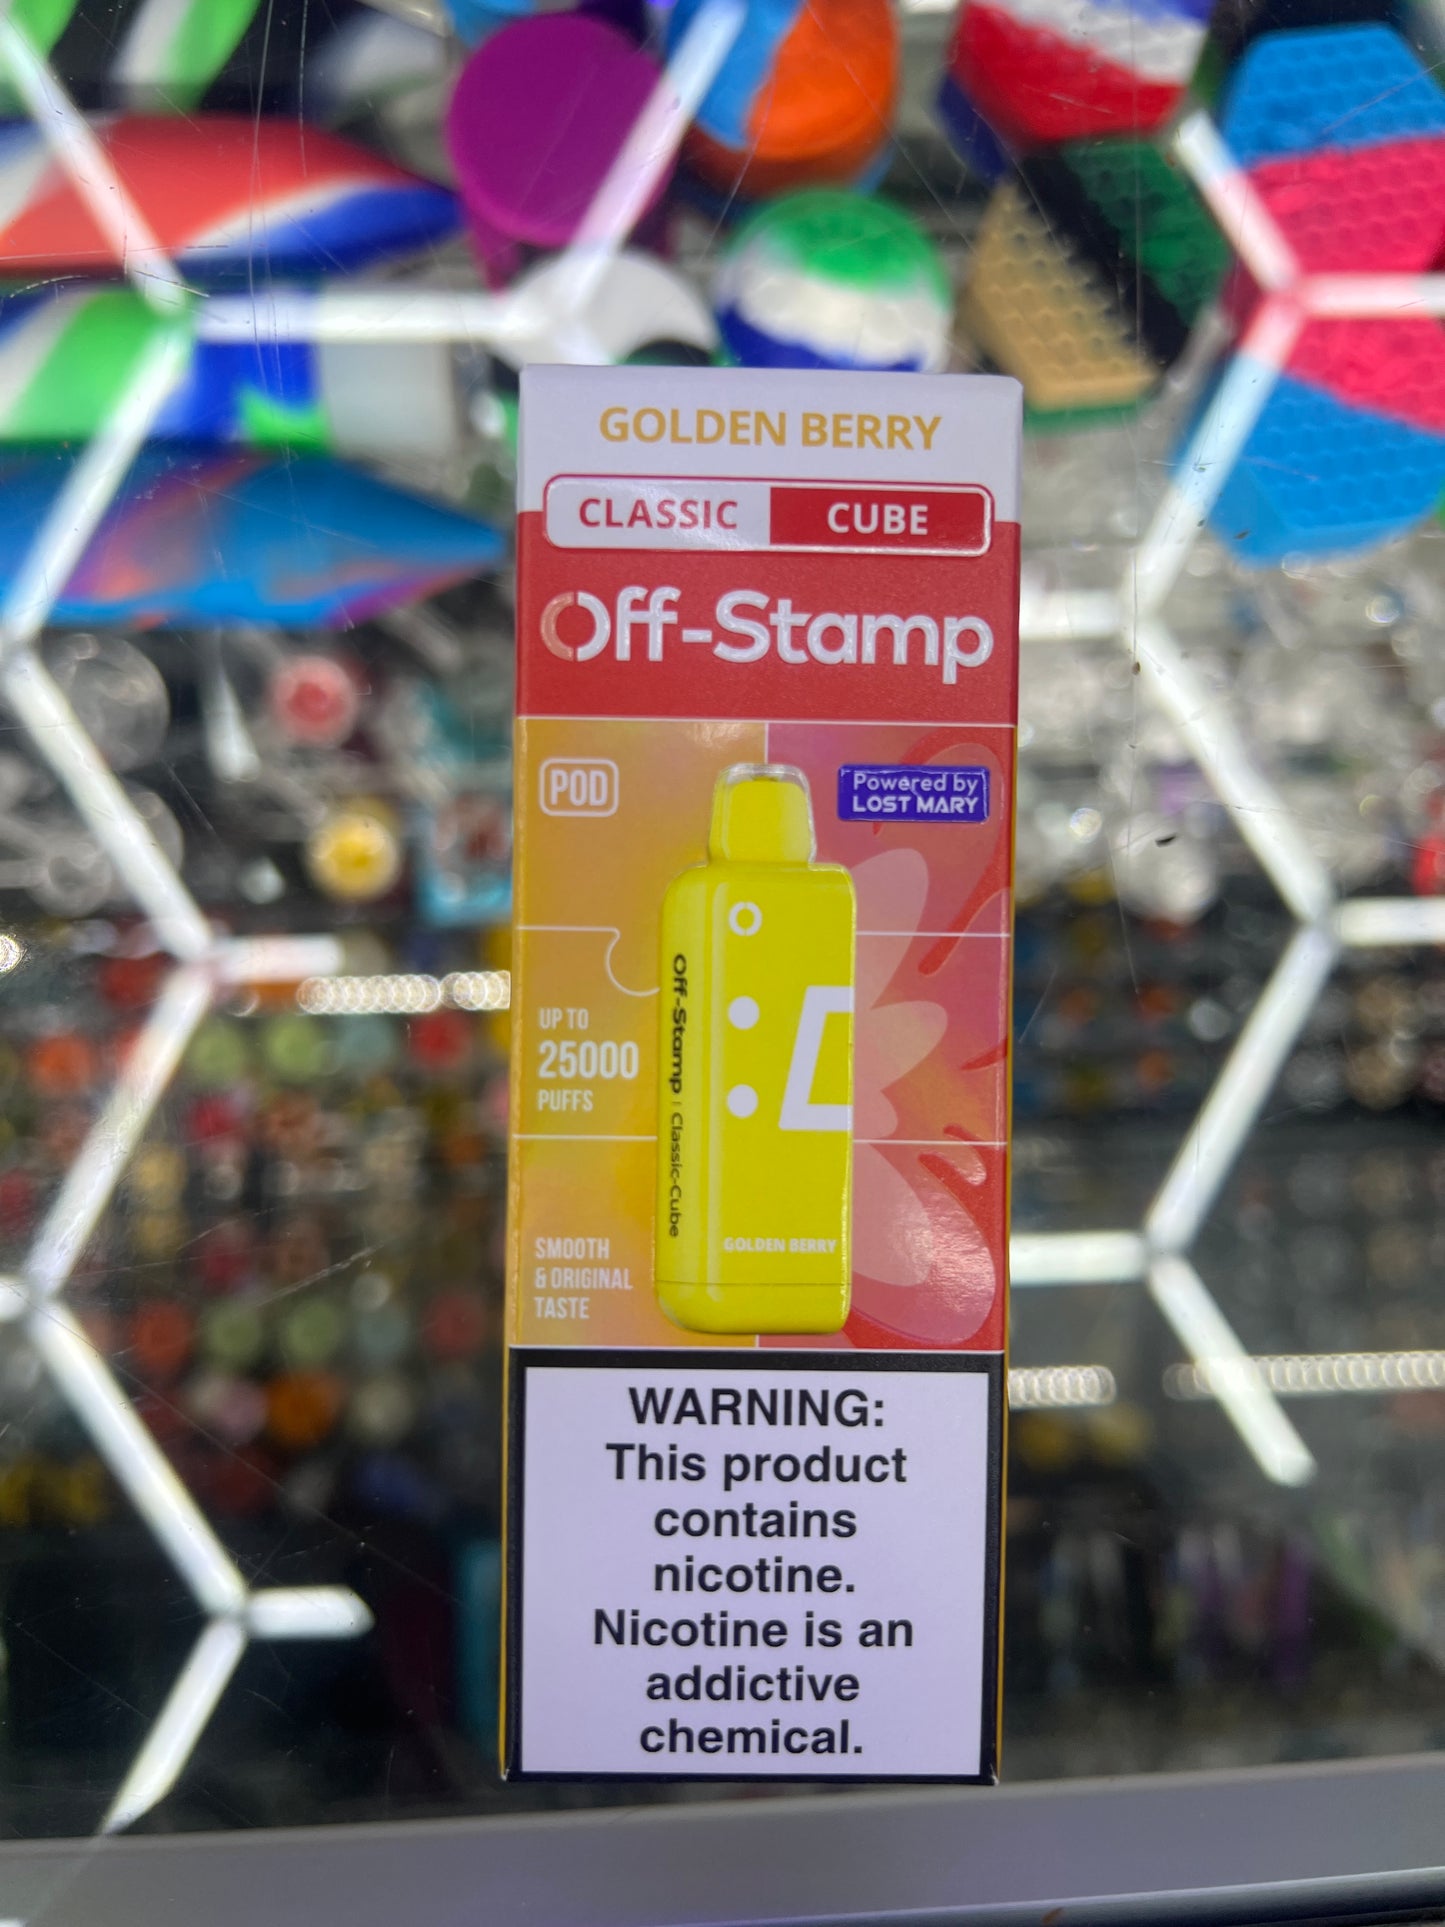 GOLDEN BERRY
CLASSIC CUBE
Off-Stamp
POD
Powered by
LOST MARY
UP TO
25000
PUFFS
SMOOTH
& ORIGINAL
TASTE
Off-Stamp | Classic-Cube
GOLDEN BERRY
WARNING:
This product
contains
nicotine.
Nicotine is an
addictive
chemical.